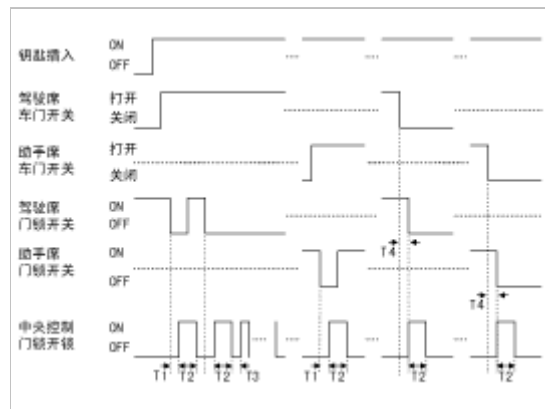 钥匙插入 ON
OFF
驾驶席
车门开关 打开
关闭
助手席
车门开关 打开
关闭
驾驶席
门锁开关 ON
OFF
助手席
门锁开关 ON
OFF
T4
T4
中央控制
门锁开锁 ON
OFF
T1 T2 T2 T3 T1 T2 T2 T2